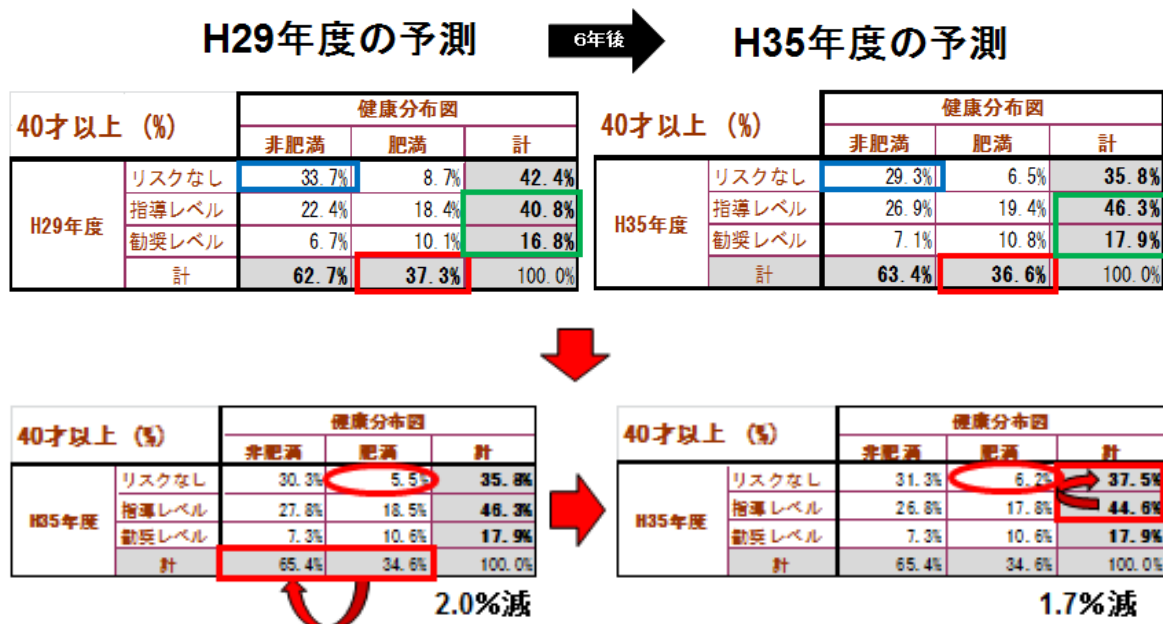 H29年度の予測 6年後 H35年度の予測
40才以上 (%) 健康分布図
非肥満 肥満 計
H29年度 リスクなし 33.7% 8.7% 42.4%
指導レベル 22.4% 18.4% 40.8%
勧奨レベル 6.7% 10.1% 16.8%
計 62.7% 37.3% 100.0%
40才以上 (%) 健康分布図
非肥満 肥満 計
H35年度 リスクなし 29.3% 6.5% 35.8%
指導レベル 26.9% 19.4% 46.3%
勧奨レベル 7.1% 10.8% 17.9%
計 63.4% 36.6% 100.0%
40才以上 (%) 健康分布図
非肥満 肥満 計
H35年度 リスクなし 30.3% 5.5% 35.8%
指導レベル 27.8% 18.5% 46.3%
勧奨レベル 7.3% 10.6% 17.9%
計 65.4% 34.6% 100.0%
2.0%減
40才以上 (%) 健康分布図
非肥満 肥満 計
H35年度 リスクなし 31.3% 6.2% 37.5%
指導レベル 26.8% 17.8% 44.6%
勧奨レベル 7.3% 10.6% 17.9%
計 65.4% 34.6% 100.0%
1.7%減